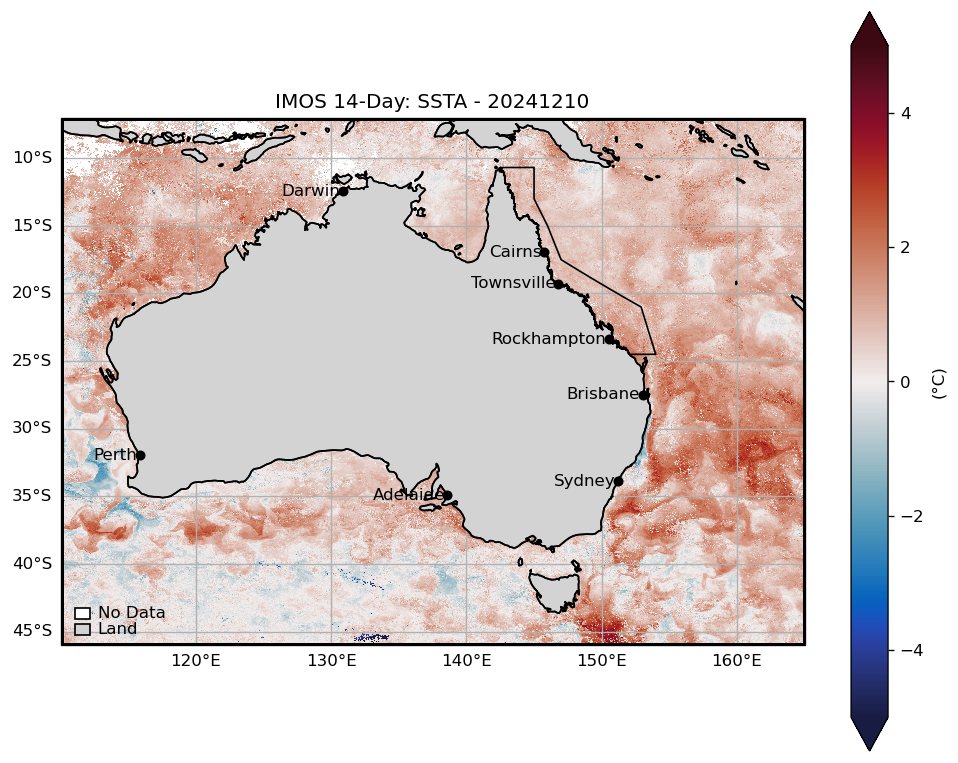 IMOS 14-Day: SSTA - 20241210
10°S
15°S
20°S
25°S
30°S
35°S
40°S
45°S
Darwin
Cairns
Townsville
Rockhampton
Brisbane
Perth
Sydney
Adelaide
No Data
Land
120°E
130°E
140°E
150°E
160°E
4
2
0
−2
−4
(°C)